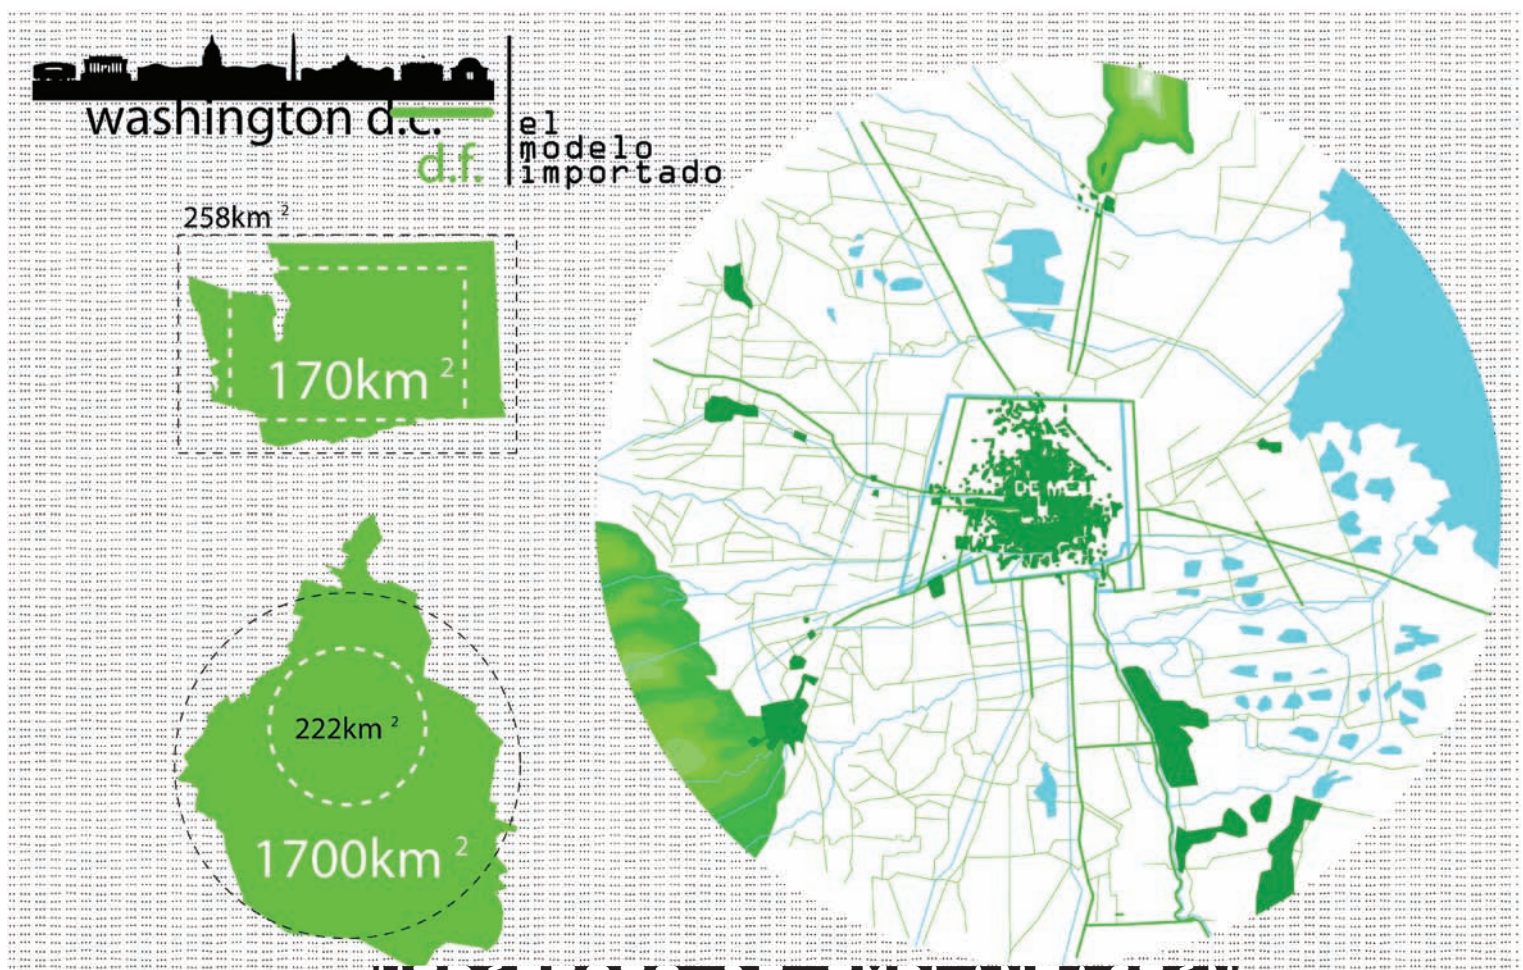 washington d.c.
d.f.
el
modelo
importado
258km ²
170km ²
222km ²
1700km ²